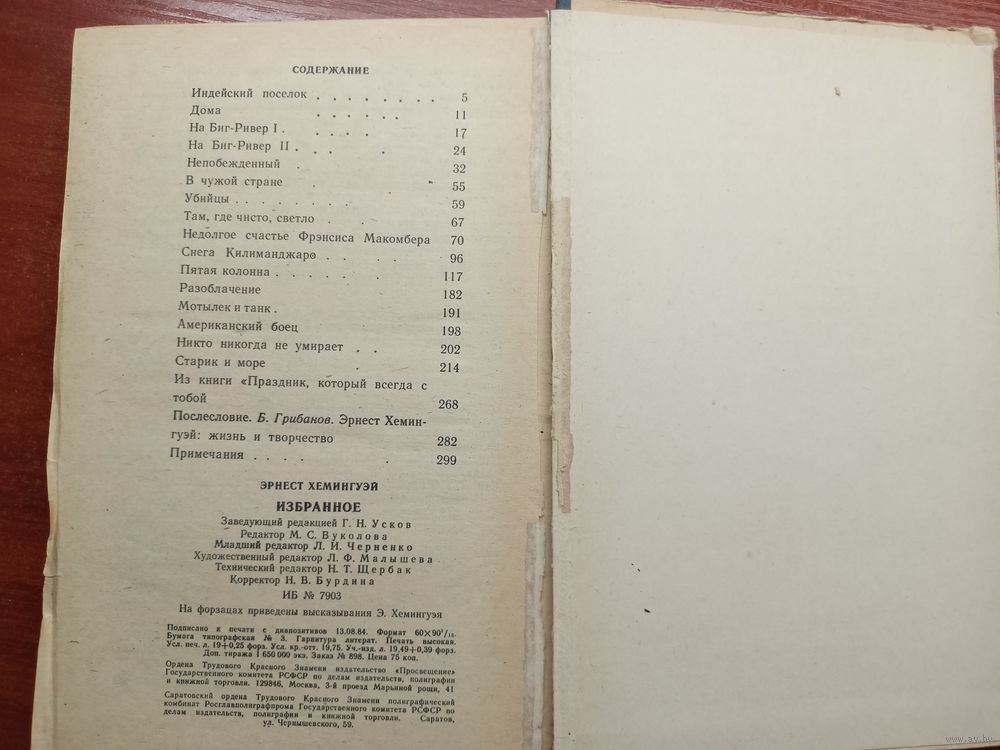 СОДЕРЖАНИЕ
Индейский поселок . . . . . . . . 5
Дома . . . . . . 11
На Биг-Ривер I . . . . . 17
На Биг-Ривер II . . . . 24
Непобежденный . 32
В чужой стране . . 55
Убийцы . . . . . . . . 59
Там, где чисто, светло . . . 67
Недолгое счастье Фрэнсиса Макомбера 70
Снега Килиманджаро . . . . 96
Пятая колонна . . . . . 117
Разоблачение 182
Мотылек и танк . 191
Американский боец 198
Никто никогда не умирает . . 202
Старик и море . 214
Из книги «Праздник, который всегда с
тобой 268
Послесловие. Б. Грибанов. Эрнест Хемин-
гуэй: жизнь и творчество 282
Примечания . . . . . 299
ЭРНЕСТ ХЕМИНГУЭЙ
ИЗБРАННОЕ
Заведующий редакцией Г. Н. Усков
Редактор М. С. Вуколова
Младший редактор Л. И. Черненко
Художественный редактор Л. Ф. Малышева
Технический редактор Н. Т. Щербак
Корректор Н. В. Бурдина
ИБ № 7903
На форзацах приведены высказывания Э. Хемингуэя
Подписано к печати с диапозитивов 13.08.84. Формат 60×90¹/₁₆.
Бумага типографская № 3. Гарнитура литерат. Печать высокая.
Усл. печ. л. 19+0,25 форз. Усл. кр.-отт. 19,75. Уч.-изд. л. 19,49+0,39 форз.
Доп. тиража 1 650 000 экз. Заказ № 898. Цена 75 коп.
Ордена Трудового Красного Знамени издательство «Просвещение»
Государственного комитета РСФСР по делам издательств, полиграфии
и книжной торговли. 129846, Москва, 3-й проезд Марьиной рощи, 41
Саратовский ордена Трудового Красного Знамени полиграфический
комбинат Росглавполиграфпрома Государственного комитета РСФСР по
делам издательств, полиграфии и книжной торговли. Саратов,
ул. Чернышевского, 59.
www.av.by